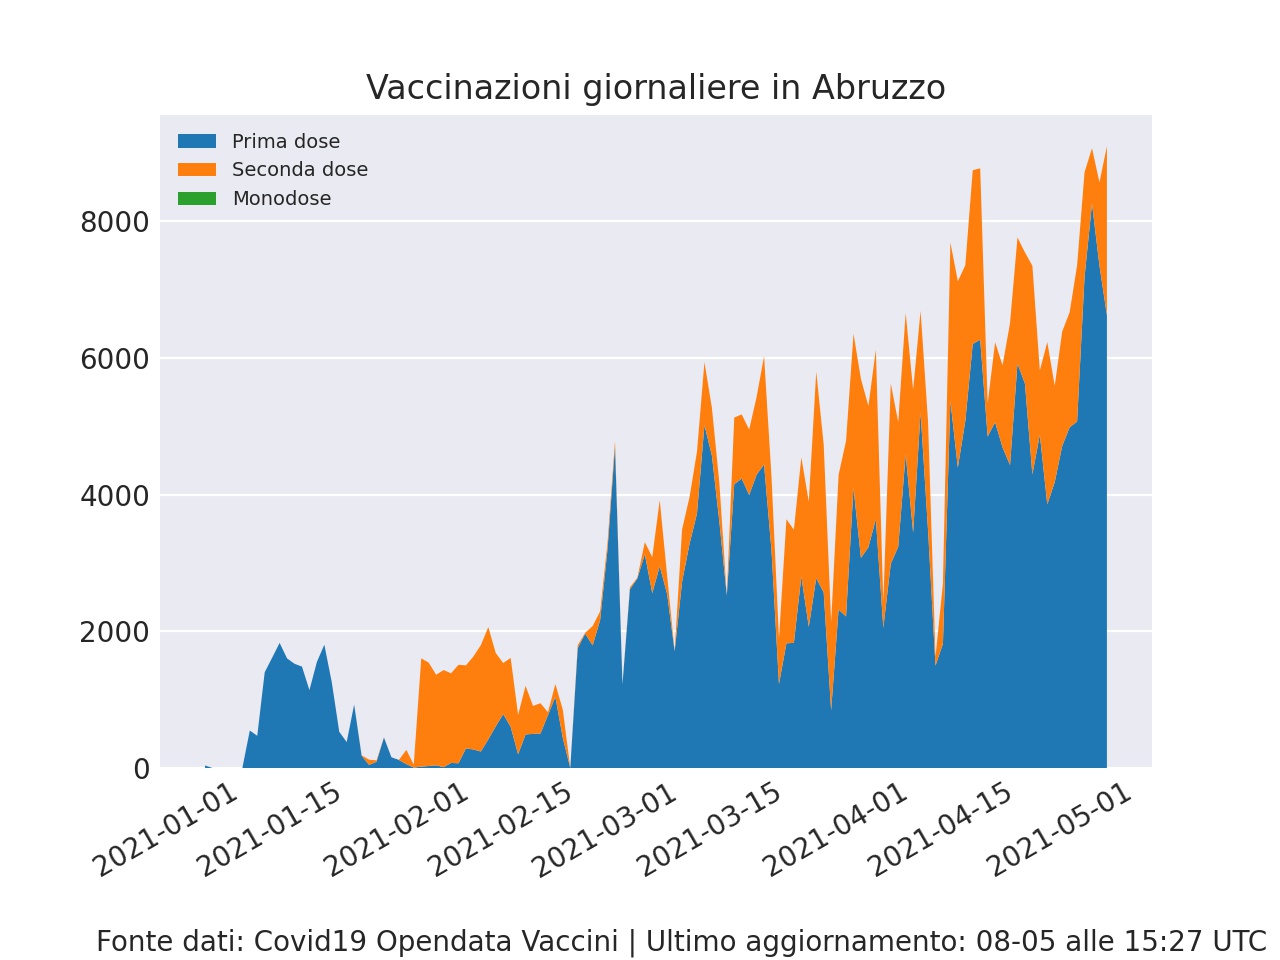 Vaccinazioni giornaliere in Abruzzo
Prima dose
Seconda dose
Monodose
8000
6000
4000
2000
0
2021-01-01
2021-01-15
2021-02-01
2021-02-15
2021-03-01
2021-03-15
2021-04-01
2021-04-15
2021-05-01
Fonte dati: Covid19 Opendata Vaccini | Ultimo aggiornamento: 08-05 alle 15:27 UTC